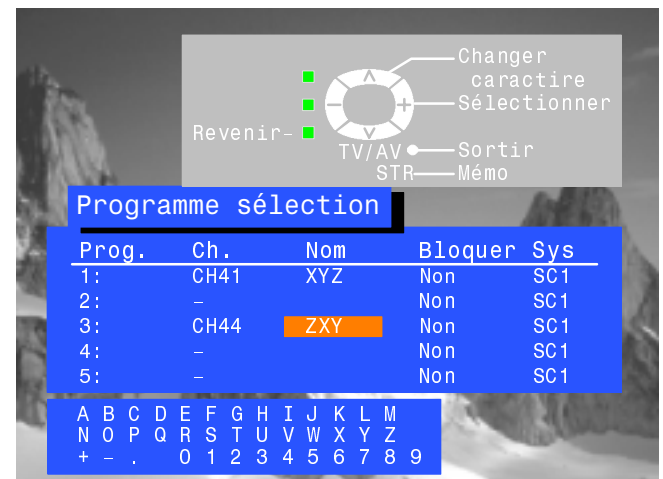 Changer
caractire
Sélectionner
Revenir–
TV/AV Sortir
STR Mémo
Programme sélection
Prog. Ch. Nom Bloquer Sys
1: CH41 XYZ Non SC1
2: – Non SC1
3: CH44 ZXY Non SC1
4: – Non SC1
5: – Non SC1
A B C D E F G H I J K L M
N O P Q R S T U V W X Y Z
+ – . 0 1 2 3 4 5 6 7 8 9